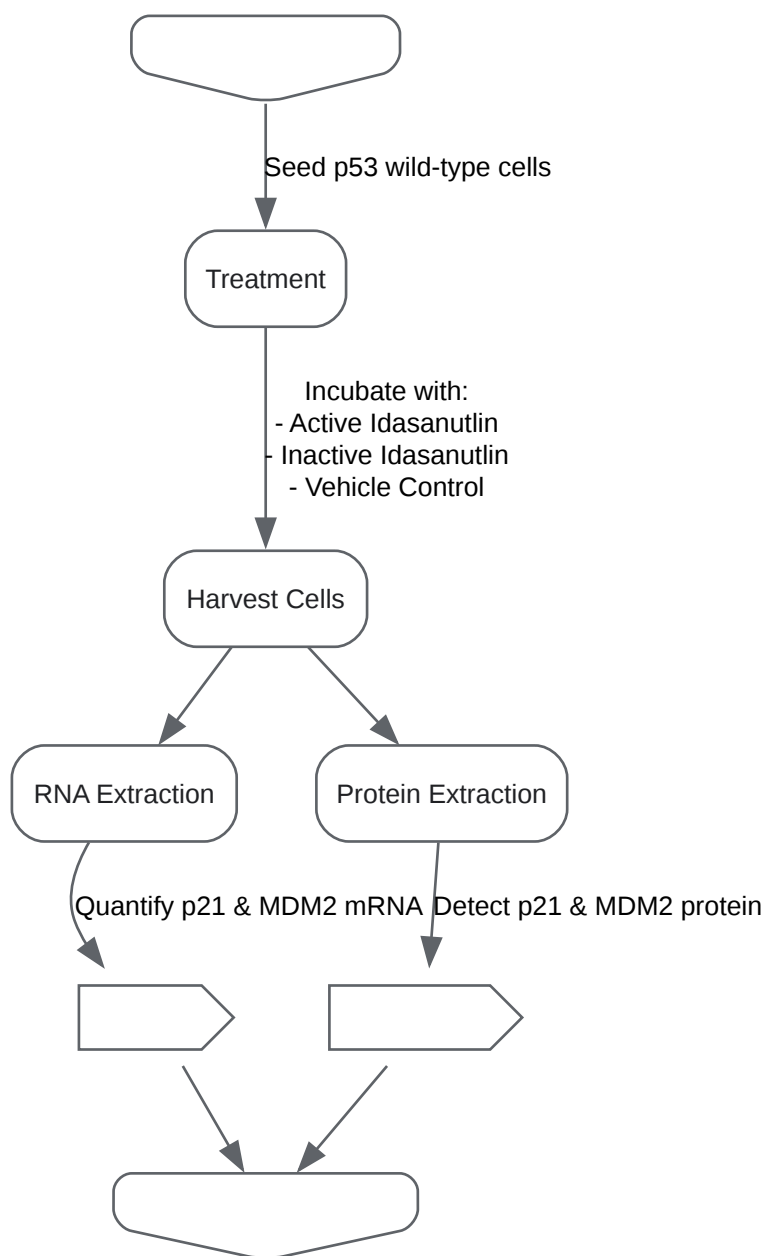 Seed p53 wild-type cells
Treatment
Incubate with:
- Active Idasanutlin
- Inactive Idasanutlin
- Vehicle Control
Harvest Cells
RNA Extraction
Protein Extraction
Quantify p21 & MDM2 mRNA
Detect p21 & MDM2 protein